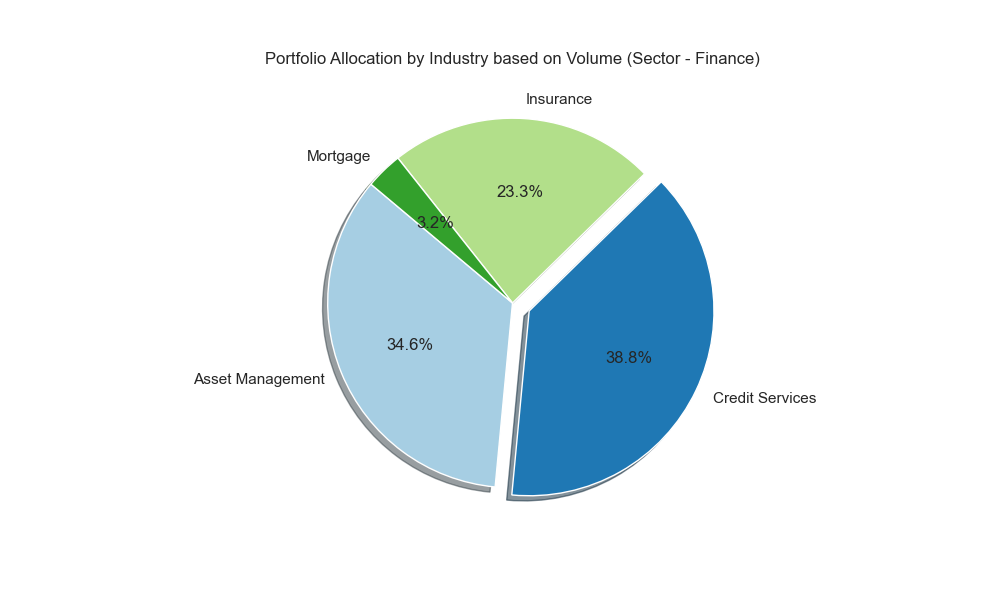 Portfolio Allocation by Industry based on Volume (Sector - Finance)
Insurance
Mortgage
23.3%
3.2%
34.6%
38.8%
Asset Management
Credit Services